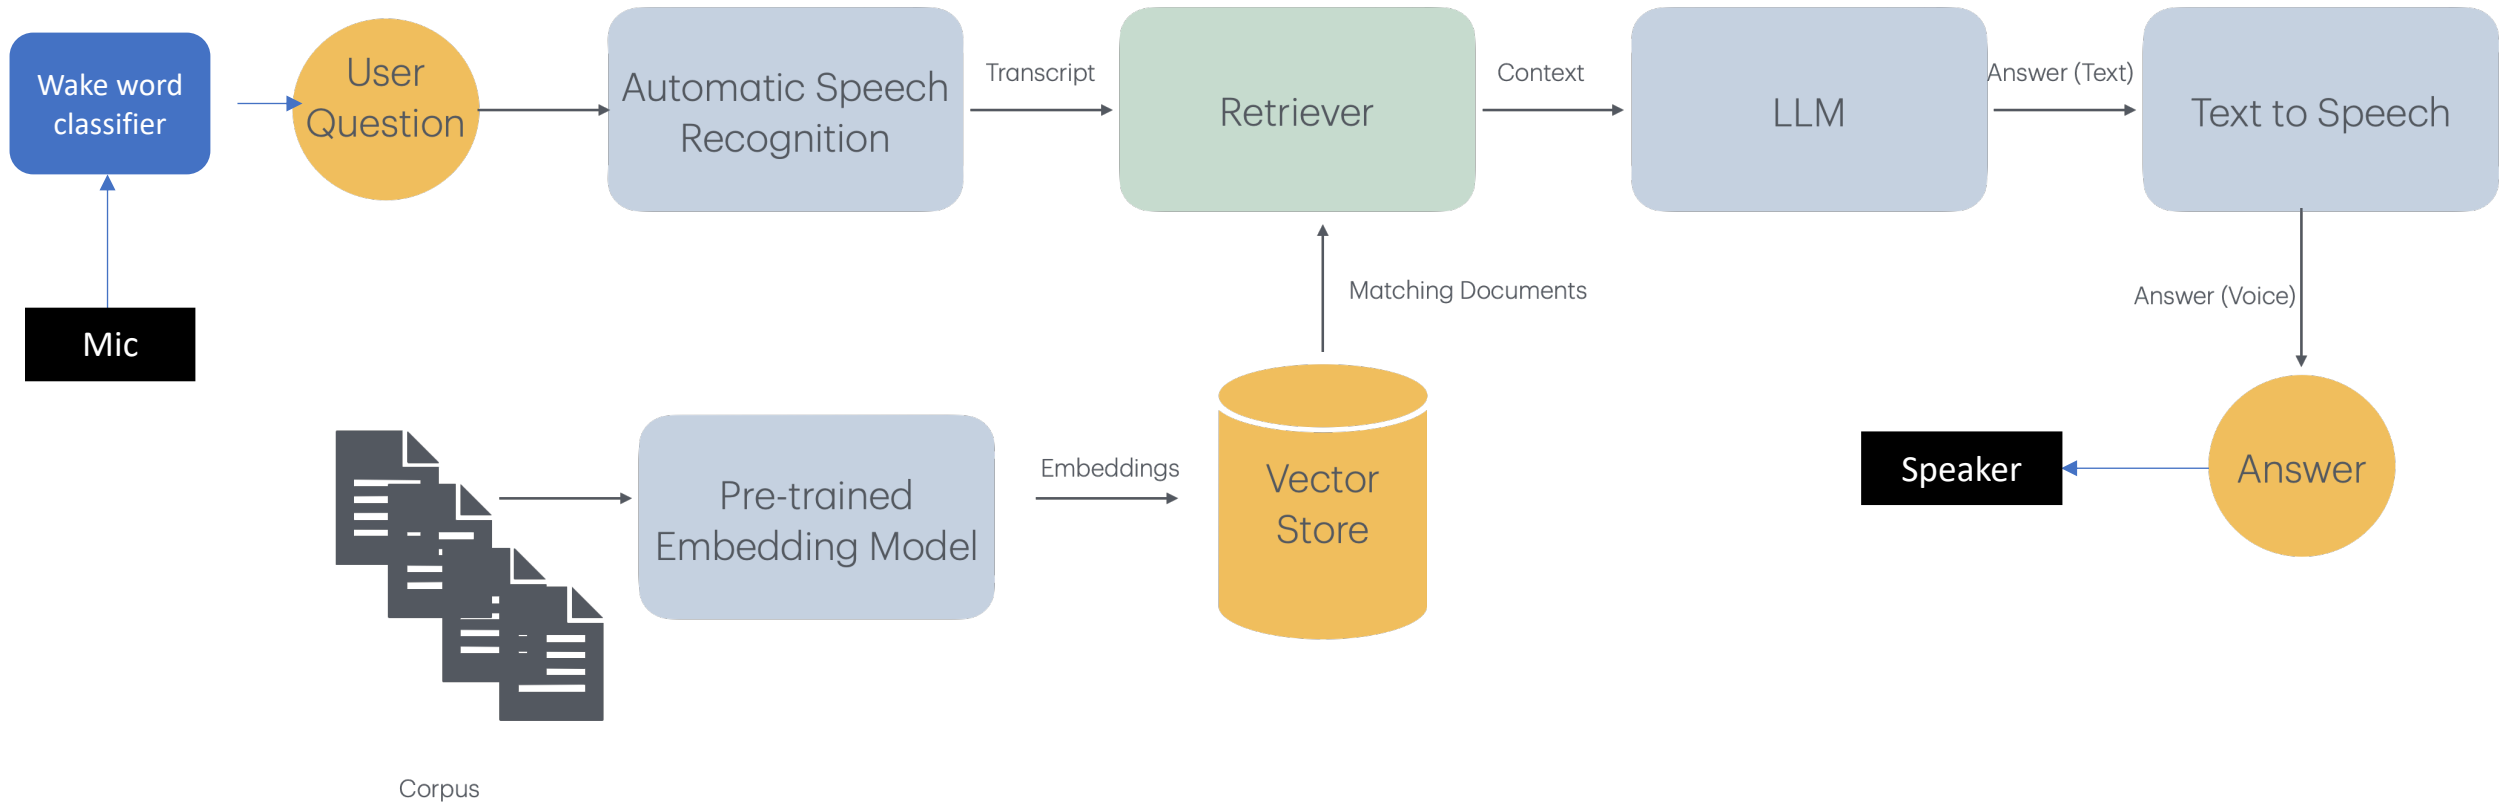 Wake word
classifier
User
Question
Automatic Speech
Recognition
Transcript
Retriever
Context
LLM
Answer (Text)
Text to Speech
Mic
Matching Documents
Answer (Voice)
Pre-trained
Embedding Model
Embeddings
Vector
Store
Speaker
Answer
Corpus